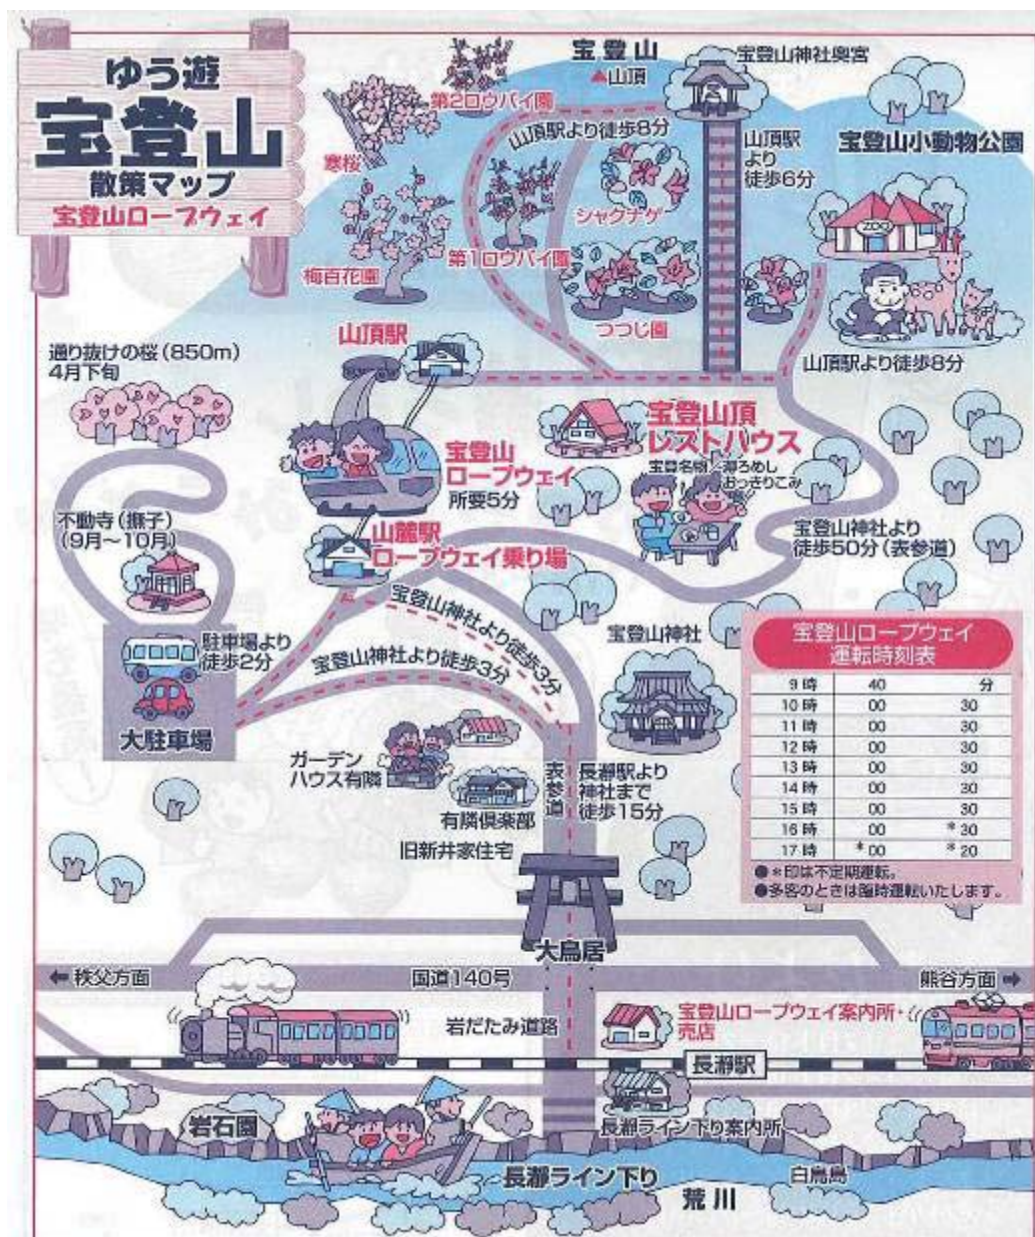 ゆう遊
宝登山
散策マップ
宝登山ロープウェイ
宝登山
▲山頂
宝登山神社奥宮
第2ロウバイ園
寒桜
山頂駅より徒歩8分
山頂駅
より
徒歩6分
宝登山小動物公園
ZOO
シャクナゲ
梅百花園
第1ロウバイ園
つつじ園
山頂駅より徒歩8分
山頂駅
通り抜けの桜(850m)
4月下旬
宝登山
ロープウェイ
所要5分
宝登山頂
レストハウス
おっきりこみ
不動寺(撫子)
(9月〜10月)
山麓駅
ロープウェイ乗り場
宝登山神社より
徒歩50分(表参道)
駐車場より
徒歩2分
大駐車場
宝登山神社より徒歩3分
宝登山神社より徒歩3分
宝登山神社
宝登山ロープウェイ
運転時刻表
9時 40 分
10時 00 30
11時 00 30
12時 00 30
13時 00 30
14時 00 30
15時 00 30
16時 00 *30
17時 *00 *20
●*印は不定期運転。
●多客のときは臨時運転いたします。
ガーデン
ハウス有隣
有隣倶楽部
旧新井家住宅
表参道
長瀞駅より
神社まで
徒歩15分
大鳥居
←秩父方面
国道140号
熊谷方面→
岩だたみ道路
宝登山ロープウェイ案内所・
売店
長瀞駅
岩石園
長瀞ライン下り案内所
長瀞ライン下り
白鳥島
荒川